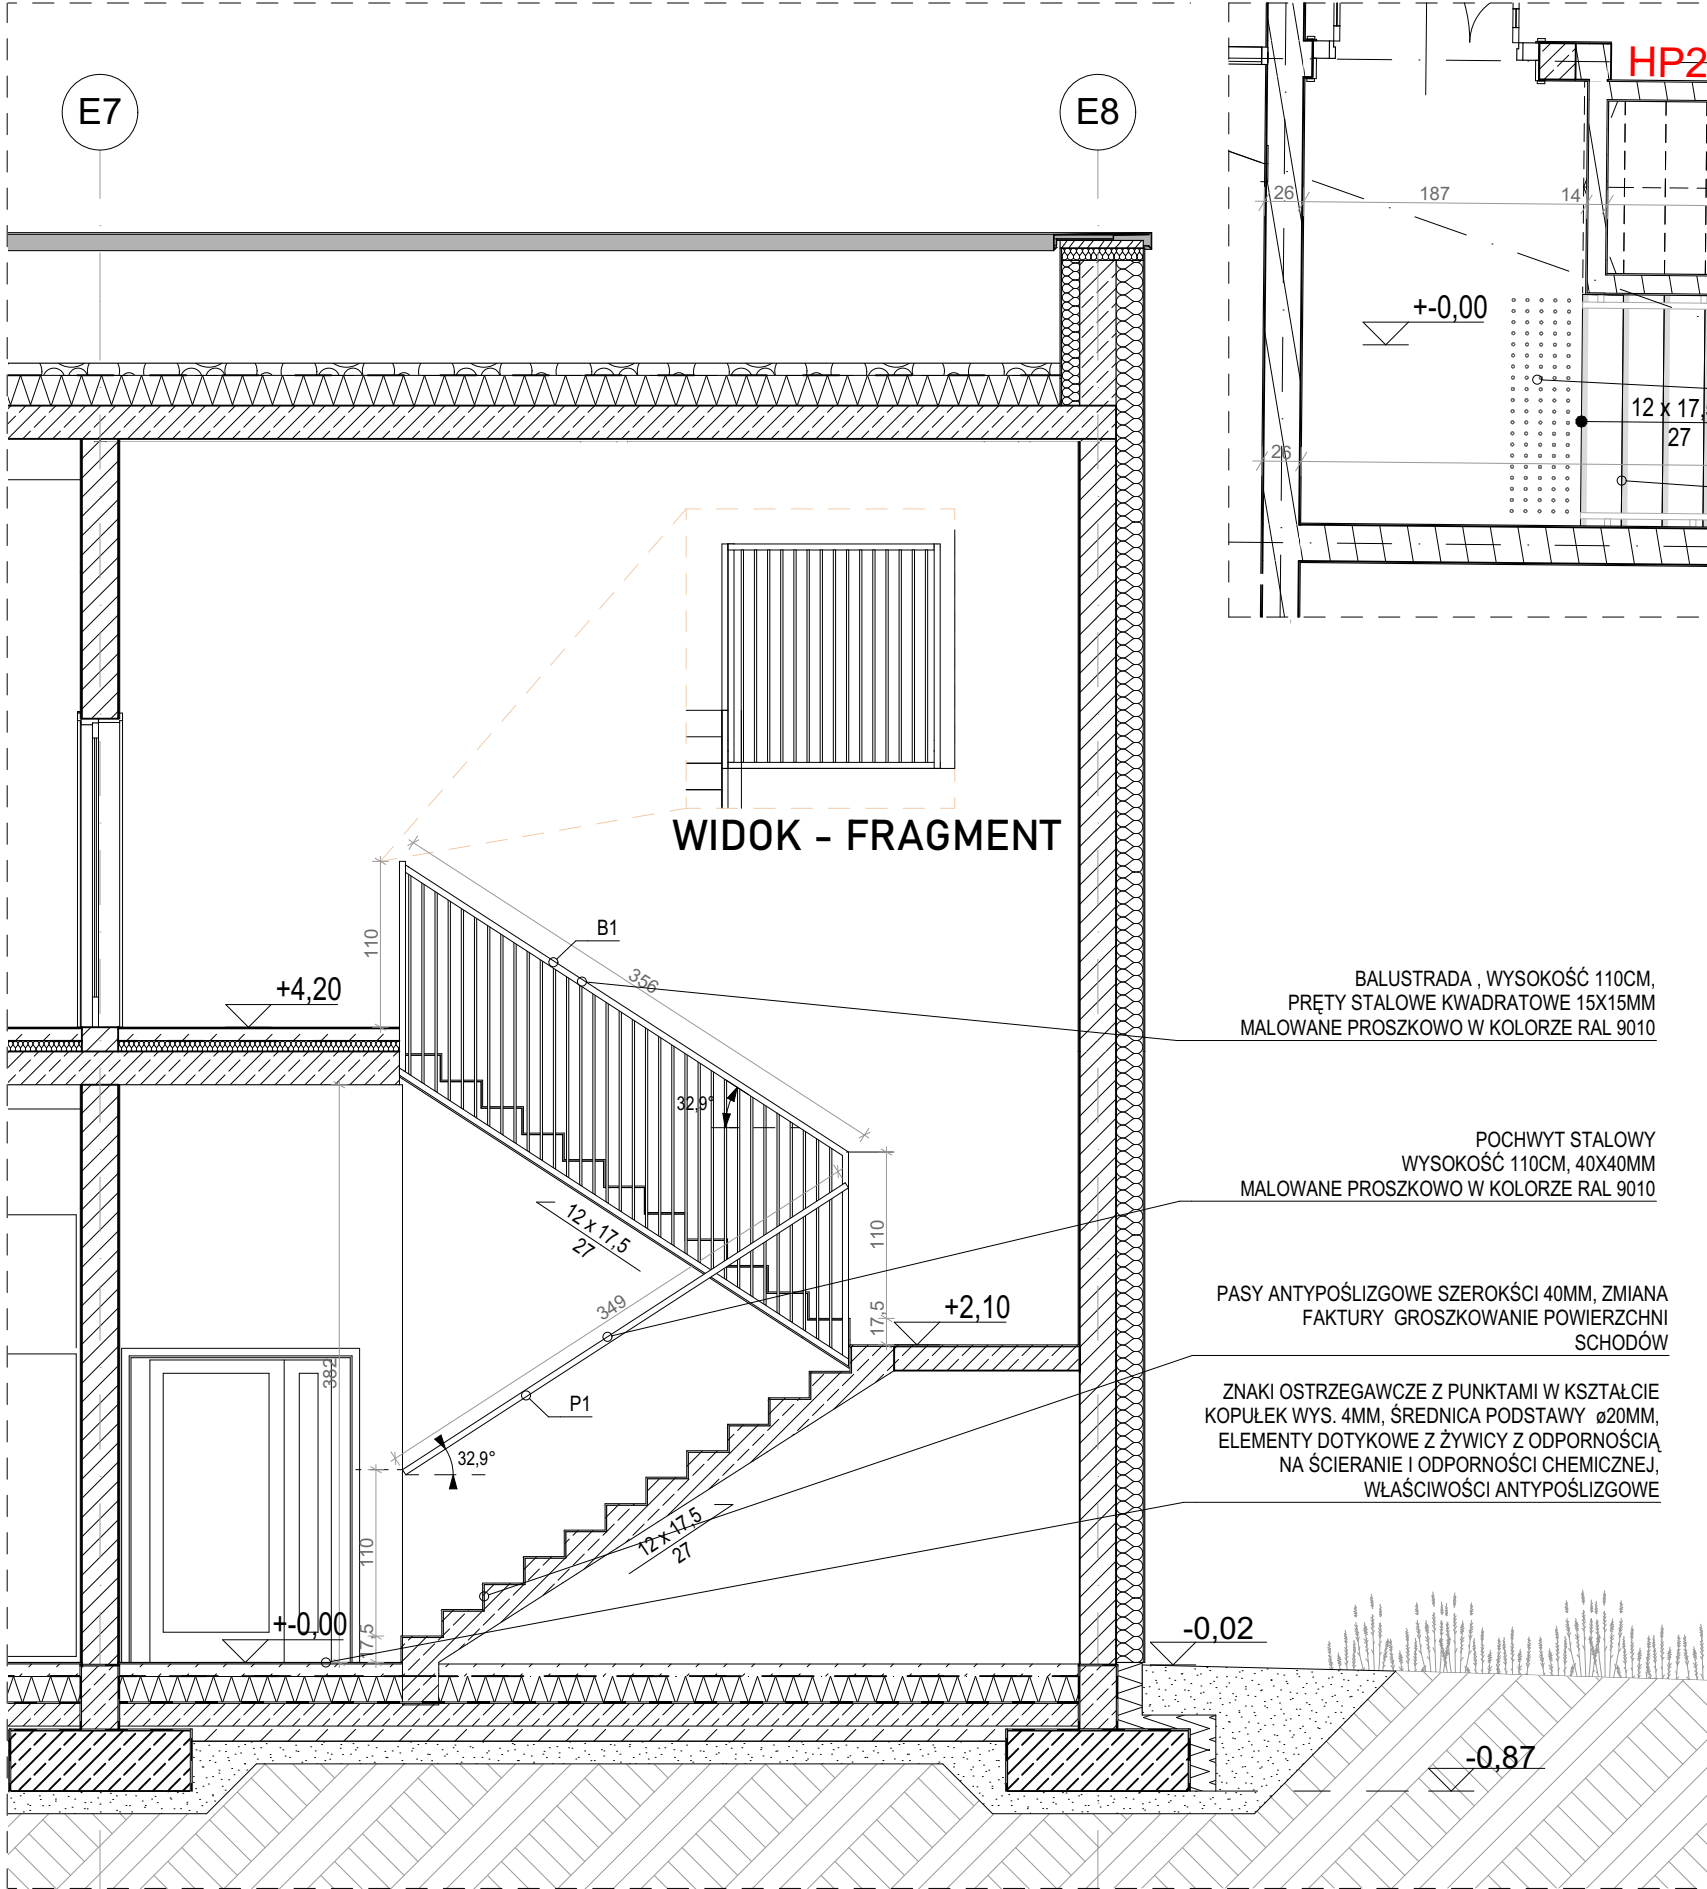 E7
E8
HP2
26
187
14
+-0,00
12 x 17,
27
26
WIDOK - FRAGMENT
110
B1
356
+4,20
BALUSTRADA , WYSOKOŚĆ 110CM,
PRĘTY STALOWE KWADRATOWE 15X15MM
MALOWANE PROSZKOWO W KOLORZE RAL 9010
32,9°
POCHWYT STALOWY
WYSOKOŚĆ 110CM, 40X40MM
MALOWANE PROSZKOWO W KOLORZE RAL 9010
12 x 17,5
27
110
349
17,5
+2,10
PASY ANTYPOŚLIZGOWE SZEROKŚCI 40MM, ZMIANA
FAKTURY GROSZKOWANIE POWIERZCHNI
SCHODÓW
382
P1
ZNAKI OSTRZEGAWCZE Z PUNKTAMI W KSZTAŁCIE
KOPUŁEK WYS. 4MM, ŚREDNICA PODSTAWY ø20MM,
ELEMENTY DOTYKOWE Z ŻYWICY Z ODPORNOŚCIĄ
NA ŚCIERANIE I ODPORNOŚCI CHEMICZNEJ,
WŁAŚCIWOŚCI ANTYPOŚLIZGOWE
32,9°
110
12 x 17,5
27
+-0,00
17,5
-0,02
-0,87